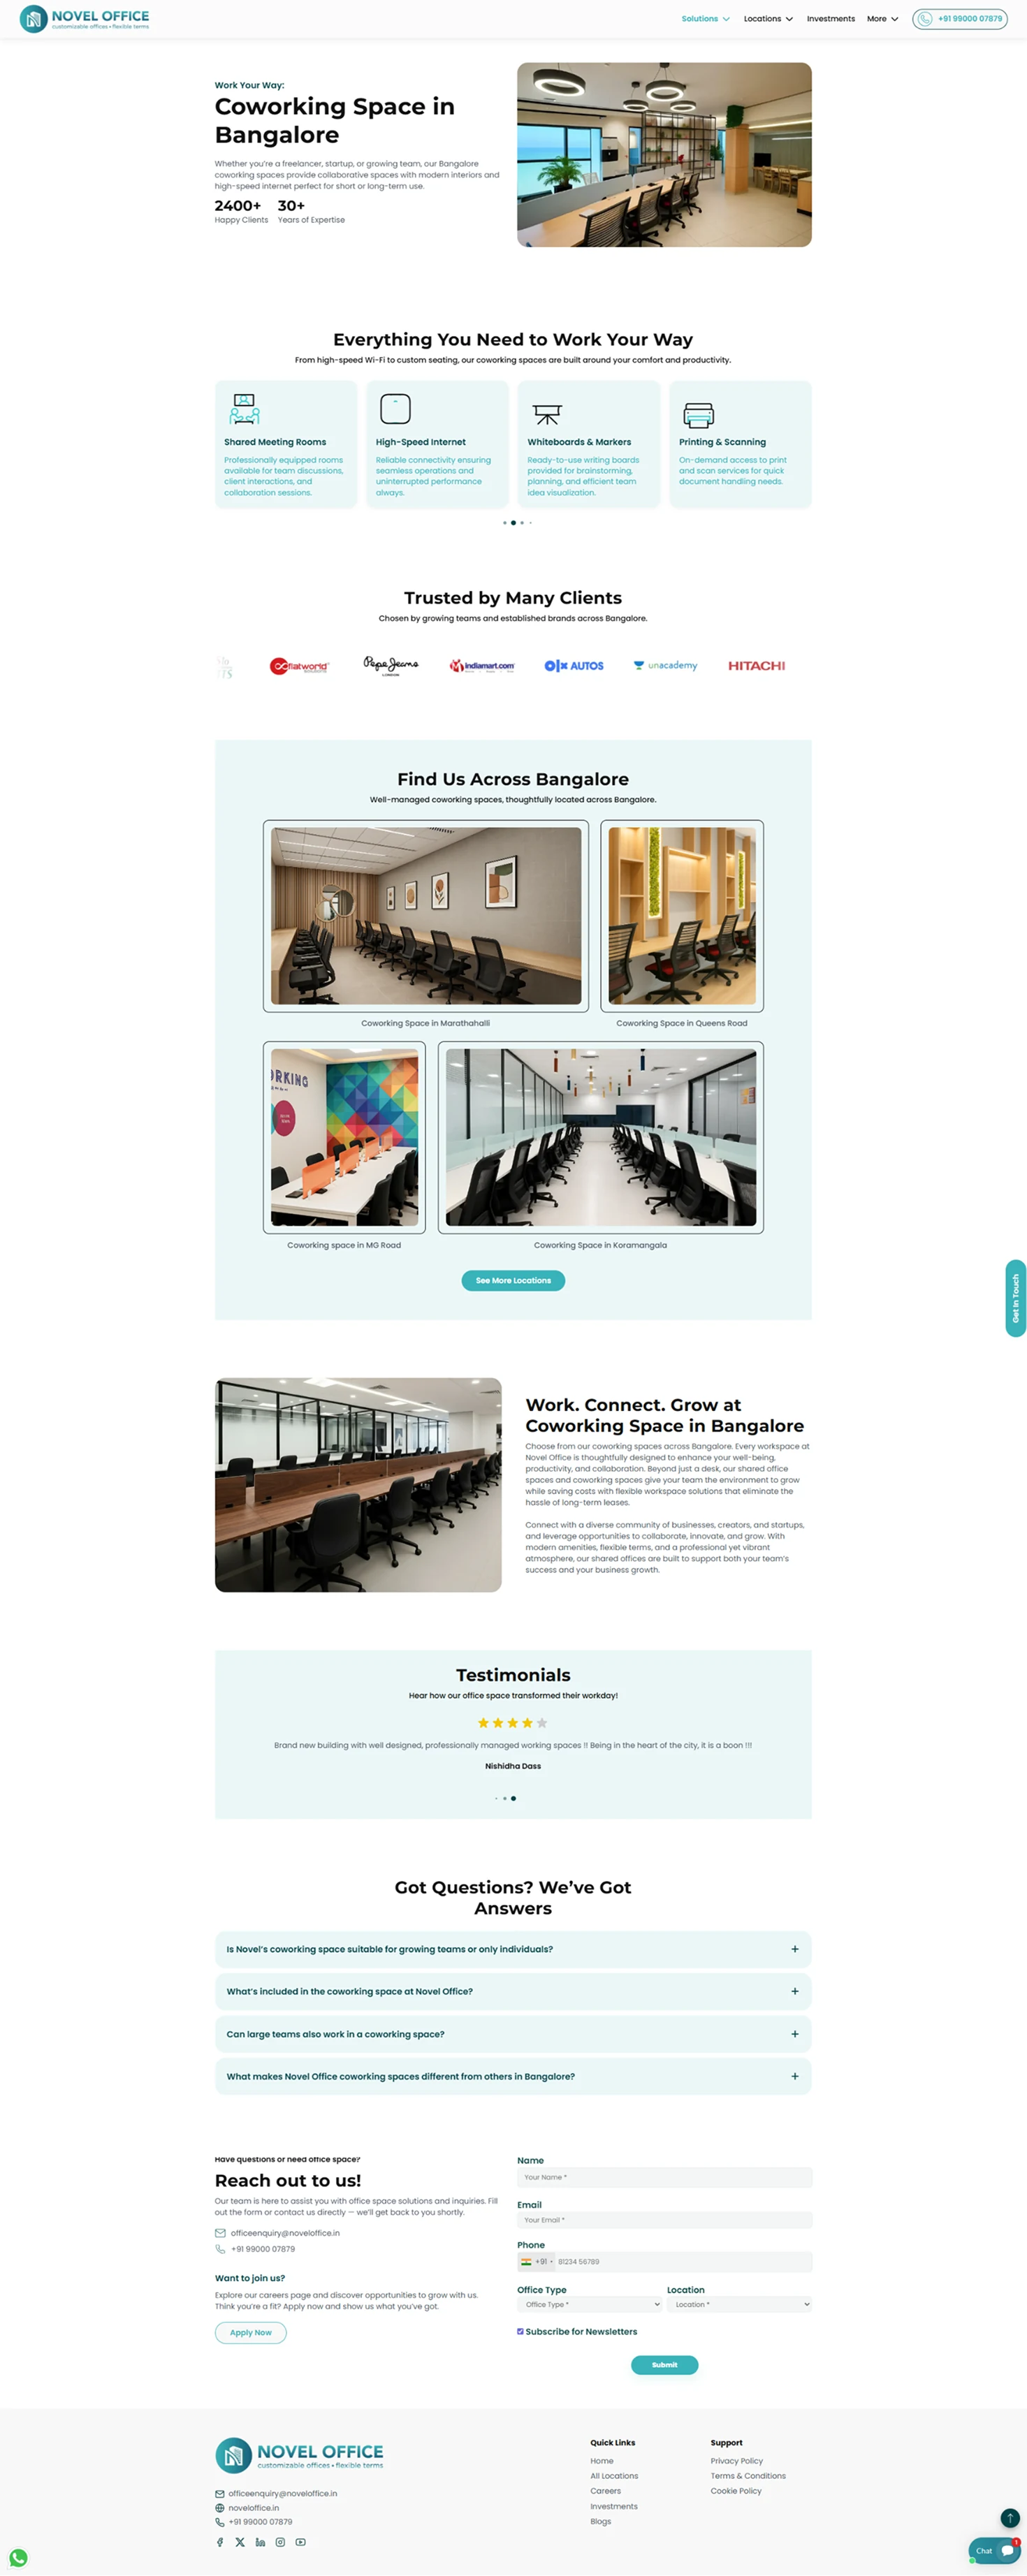 NOVEL OFFICE
customizable offices • flexible terms
Solutions
Locations
Investments
More
+91 99000 07879
Work Your Way:
Coworking Space in
Bangalore
Whether you're a freelancer, startup, or growing team, our Bangalore
coworking spaces provide collaborative spaces with modern interiors and
high-speed internet perfect for short or long-term use.
2400+ 30+
Happy Clients Years of Expertise
Everything You Need to Work Your Way
From high-speed Wi-Fi to custom seating, our coworking spaces are built around your comfort and productivity.
Shared Meeting Rooms
Professionally equipped rooms
available for team discussions,
client interactions, and
collaboration sessions.
High-Speed Internet
Reliable connectivity ensuring
seamless operations and
uninterrupted performance
always.
Whiteboards & Markers
Ready-to-use writing boards
provided for brainstorming,
planning, and efficient team
idea visualization.
Printing & Scanning
On-demand access to print
and scan services for quick
document handling needs.
Trusted by Many Clients
Chosen by growing teams and established brands across Bangalore.
flatworld
Pepe Jeans
LONDON
indiamart.com
olx AUTOS
unacademy
HITACHI
Find Us Across Bangalore
Well-managed coworking spaces, thoughtfully located across Bangalore.
Coworking Space in Marathahalli
Coworking Space in Queens Road
ORKING
Coworking space in MG Road
Coworking Space in Koramangala
See More Locations
Get In Touch
Work. Connect. Grow at
Coworking Space in Bangalore
Choose from our coworking spaces across Bangalore. Every workspace at
Novel Office is thoughtfully designed to enhance your well-being,
productivity, and collaboration. Beyond just a desk, our shared office
spaces and coworking spaces give your team the environment to grow
while saving costs with flexible workspace solutions that eliminate the
hassle of long-term leases.
Connect with a diverse community of businesses, creators, and startups,
and leverage opportunities to collaborate, innovate, and grow. With
modern amenities, flexible terms, and a professional yet vibrant
atmosphere, our shared offices are built to support both your team's
success and your business growth.
Testimonials
Hear how our office space transformed their workday!
Brand new building with well designed, professionally managed working spaces !! Being in the heart of the city, it is a boon !!!
Nishidha Dass
Got Questions? We've Got
Answers
Is Novel's coworking space suitable for growing teams or only individuals? +
What's included in the coworking space at Novel Office? +
Can large teams also work in a coworking space? +
What makes Novel Office coworking spaces different from others in Bangalore? +
Have questions or need office space?
Reach out to us!
Our team is here to assist you with office space solutions and inquiries. Fill
out the form or contact us directly — we'll get back to you shortly.
officeenquiry@noveloffice.in
+91 99000 07879
Want to join us?
Explore our careers page and discover opportunities to grow with us.
Think you're a fit? Apply now and show us what you've got.
Apply Now
Name
Your Name *
Email
Your Email *
Phone
+91 81234 56789
Office Type
Office Type *
Location
Location *
Subscribe for Newsletters
Submit
NOVEL OFFICE
customizable offices • flexible terms
officeenquiry@noveloffice.in
noveloffice.in
+91 99000 07879
Quick Links
Home
All Locations
Careers
Investments
Blogs
Support
Privacy Policy
Terms & Conditions
Cookie Policy
Chat
1